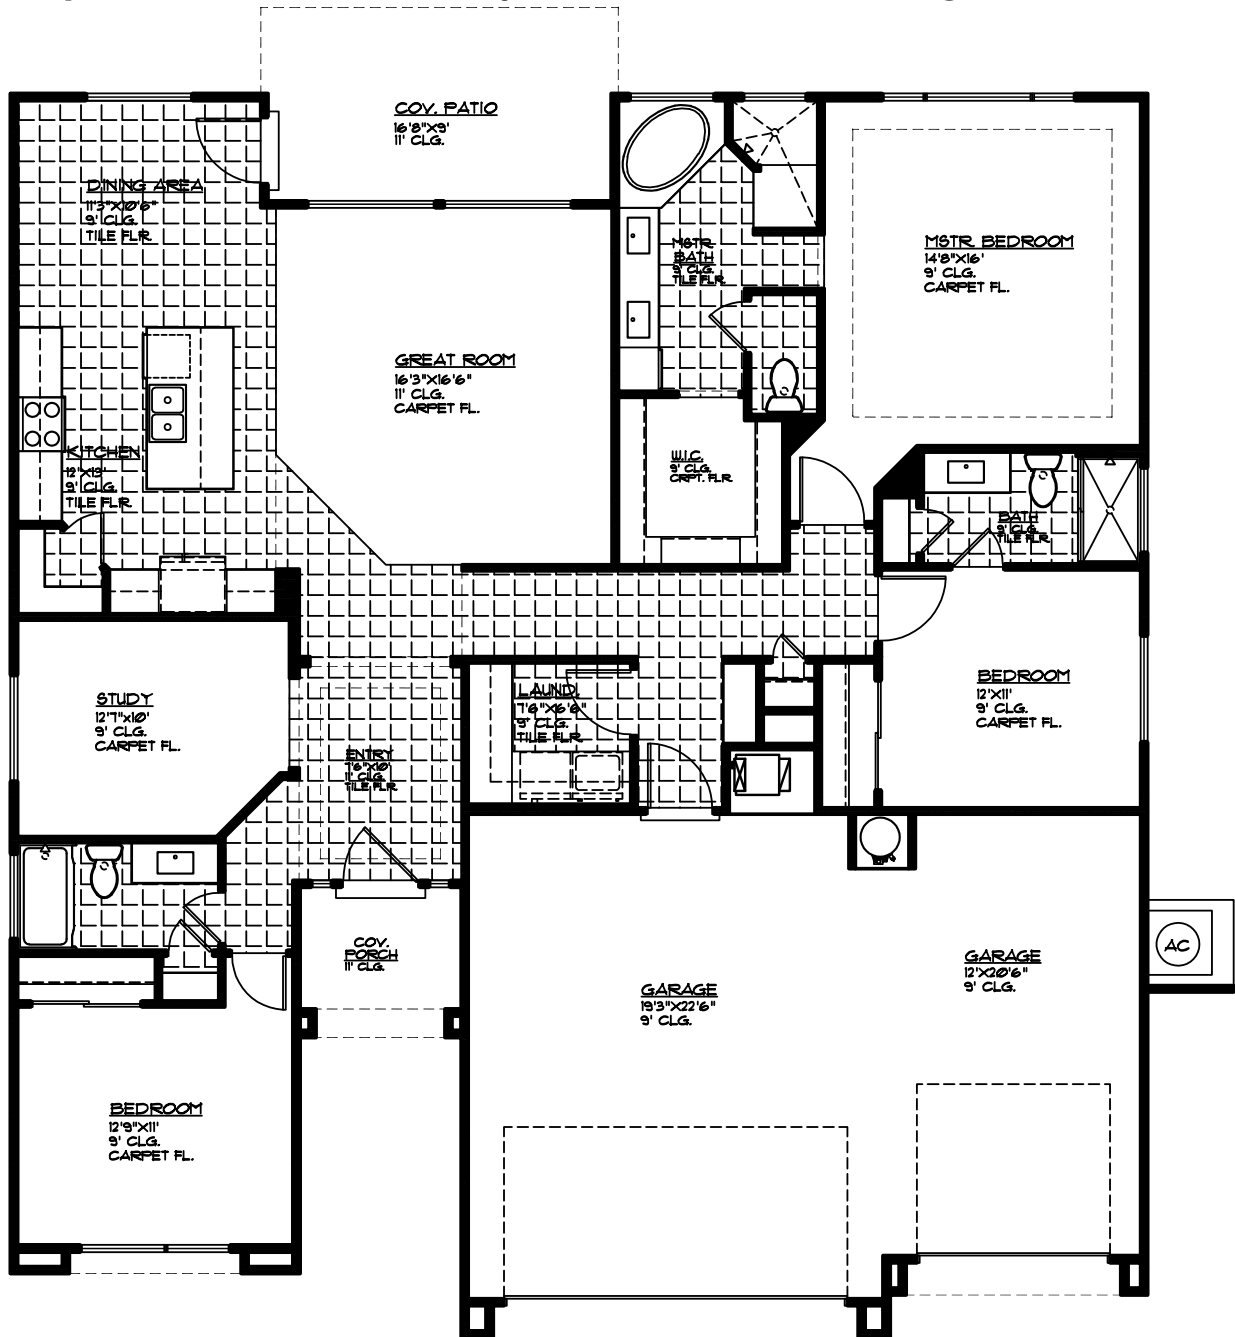 COV. PATIO
16'8"X9'
11' CLG.
DINING AREA
11'3"X10'6"
9' CLG.
TILE FLR.
MSTR. BATH
9' CLG.
TILE FLR.
MSTR. BEDROOM
14'8"X16'
9' CLG.
CARPET FL.
GREAT ROOM
16'3"X16'6"
11' CLG.
CARPET FL.
KITCHEN
12'X13'
9' CLG.
TILE FLR.
W.I.C.
9' CLG.
CRPT. FLR.
BATH
9' CLG.
TILE FLR.
STUDY
12'7"x10'
9' CLG.
CARPET FL.
ENTRY
7'6"X10'
11' CLG.
TILE FLR.
LAUND.
7'6"X6'6"
9' CLG.
TILE FLR.
BEDROOM
12'X11'
9' CLG.
CARPET FL.
COV.
PORCH
11' CLG.
GARAGE
19'3"X22'6"
9' CLG.
GARAGE
12'X20'6"
9' CLG.
AC
BEDROOM
12'9"X11'
9' CLG.
CARPET FL.